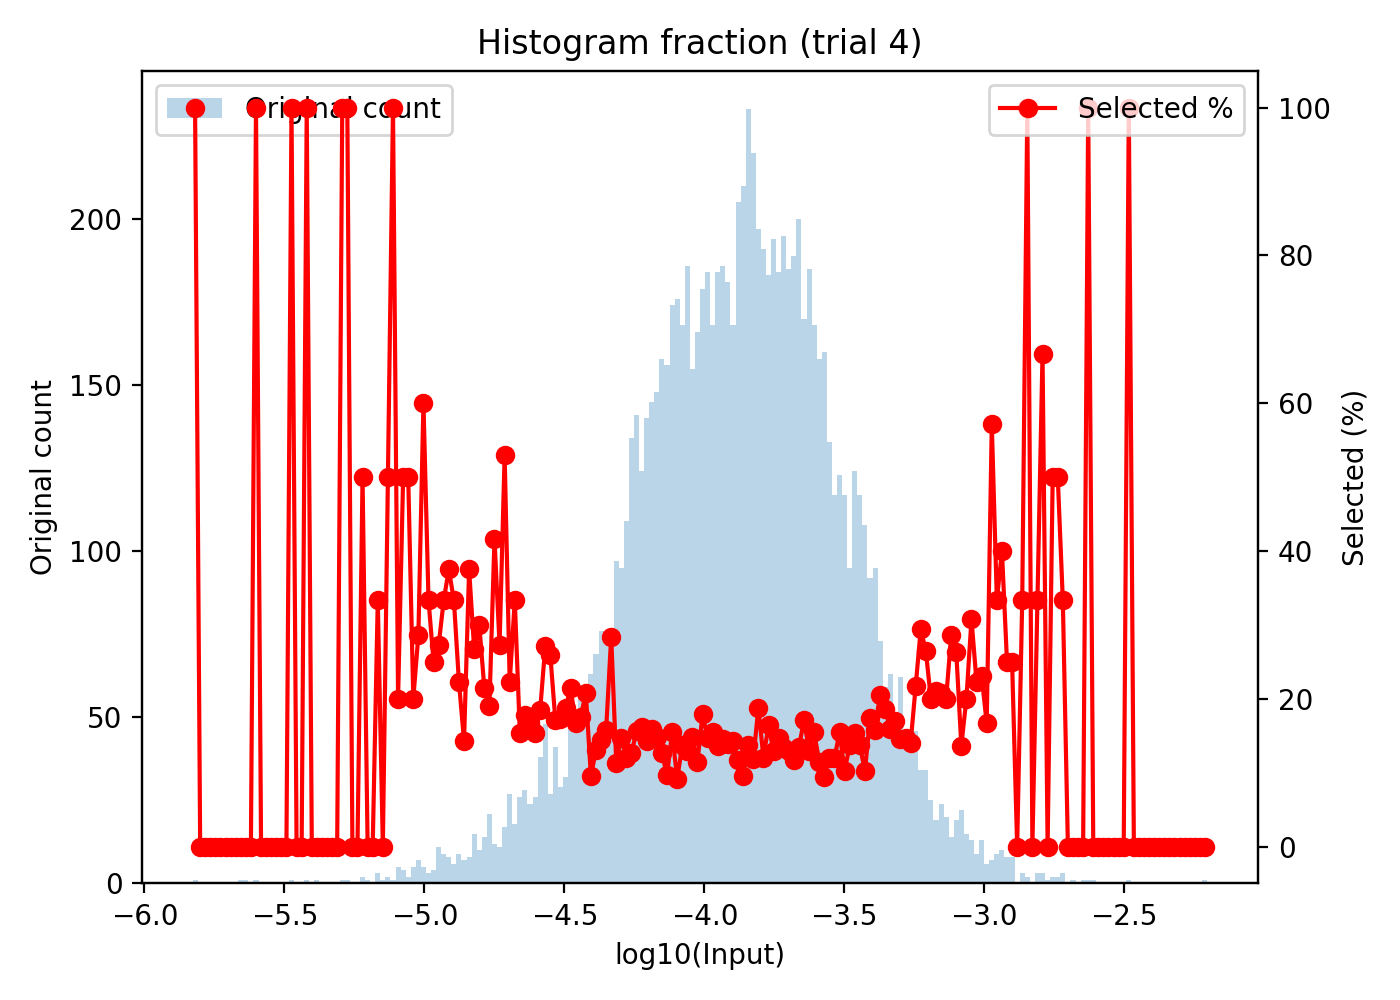 Histogram fraction (trial 4)
Original count
Selected %
200
150
100
50
0
Original count
100
80
60
40
20
0
Selected (%)
−6.0 −5.5 −5.0 −4.5 −4.0 −3.5 −3.0 −2.5
log10(Input)